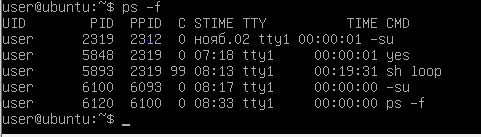 user@ubuntu:~$ ps -f
UID        PID  PPID  C STIME TTY          TIME CMD
user      2319  2312  0 нояб.02 tty1 00:00:01 -su
user      5848  2319  0 07:18 tty1     00:00:01 yes
user      5893  2319 99 08:13 tty1     00:19:31 sh loop
user      6100  6093  0 08:17 tty1     00:00:00 -su
user      6120  6100  0 08:33 tty1     00:00:00 ps -f
user@ubuntu:~$ _